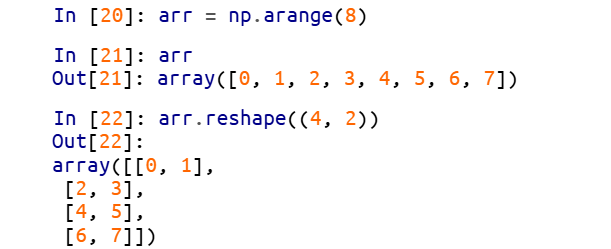 In [20]: arr = np.arange(8)
In [21]: arr
Out[21]: array([0, 1, 2, 3, 4, 5, 6, 7])
In [22]: arr.reshape((4, 2))
Out[22]:
array([[0, 1],
[2, 3],
[4, 5],
[6, 7]])